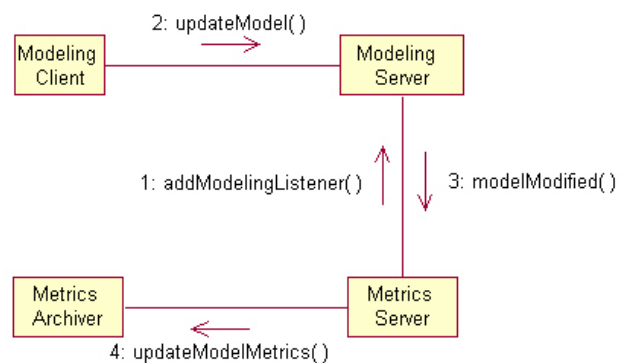 2: updateModel( )
Modeling
Client
Modeling
Server
1: addModelingListener( )
3: modelModified( )
Metrics
Archiver
Metrics
Server
4: updateModelMetrics( )